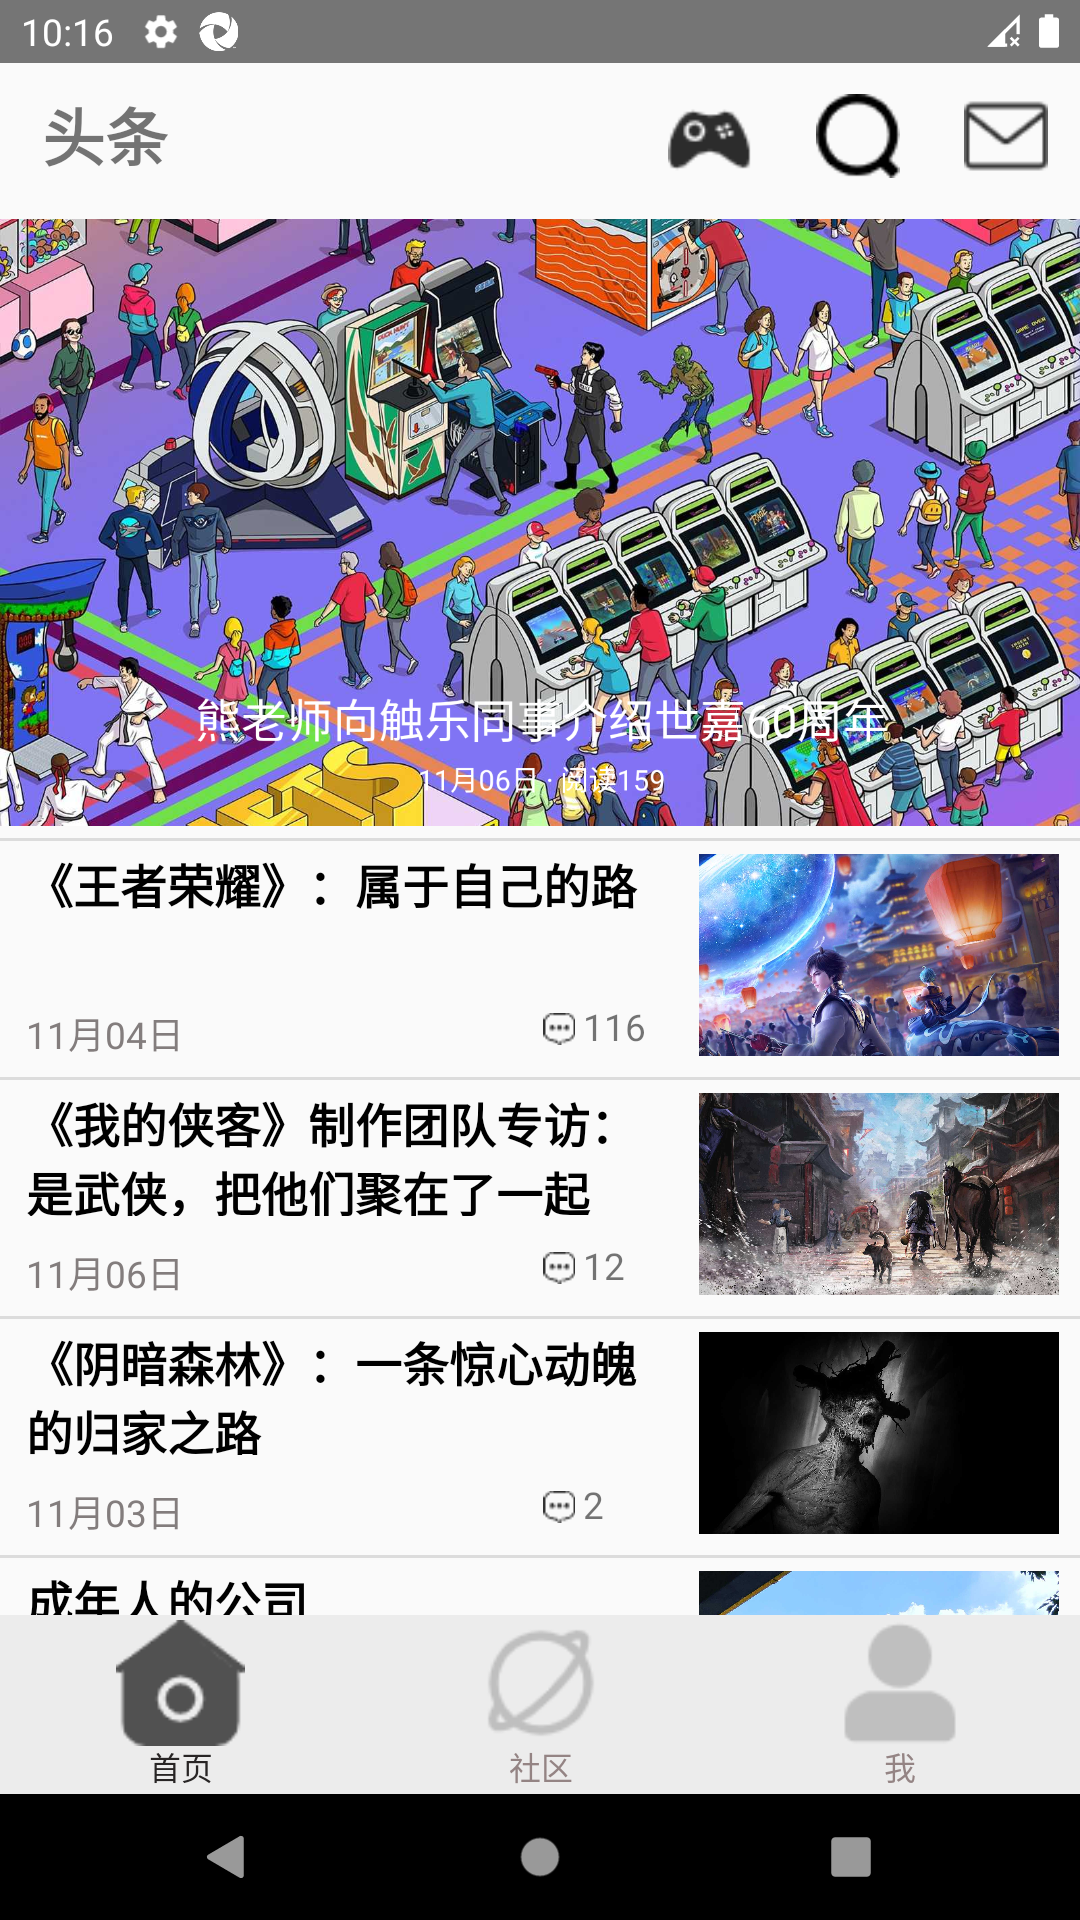 10:16
头条
熊老师向触乐同事介绍世嘉60周年
11月06日 · 阅读159
《王者荣耀》：属于自己的路
11月04日
116
《我的侠客》制作团队专访：
是武侠，把他们聚在了一起
11月06日
12
《阴暗森林》：一条惊心动魄
的归家之路
11月03日
2
成年人的公司
首页
社区
我